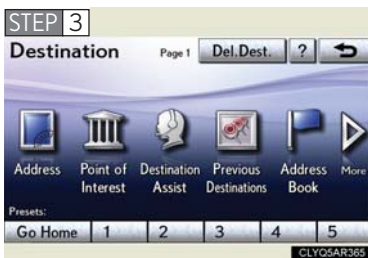 STEP 3
Destination Page 1 Del.Dest. ? 
Address Point of Interest Destination Assist Previous Destinations Address Book More
Presets:
Go Home 1 2 3 4 5
CLYQ5AR365